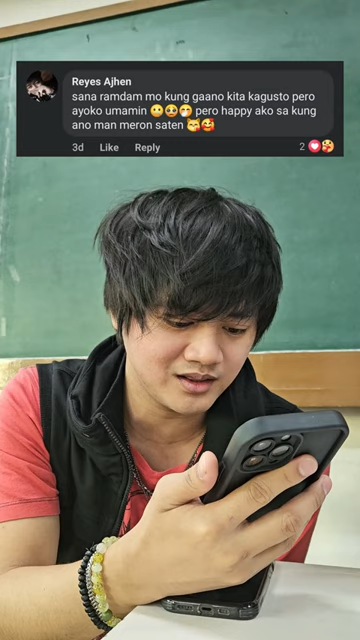 Reyes Ajhen
sana ramdam mo kung gaano kita kagusto pero
ayoko umamin 🙂🥹🤭 pero happy ako sa kung
ano man meron saten 😽🥰
3d Like Reply 2